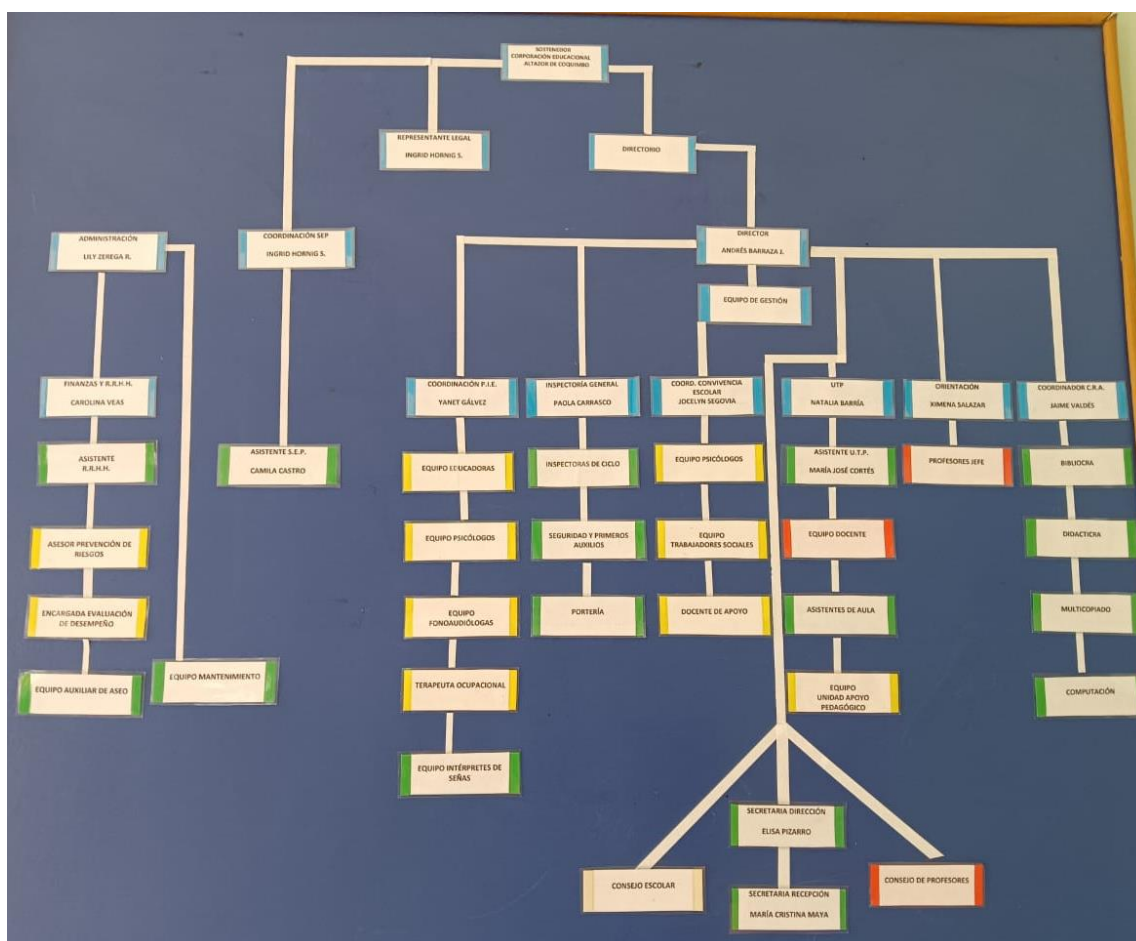 SOSTENEDOR
CORPORACIÓN EDUCACIONAL
ALTAZOR DE COQUIMBO
REPRESENTANTE LEGAL
INGRID HORNIG S.
DIRECTORIO
ADMINISTRACIÓN
LILY ZEREGA R.
COORDINACIÓN SEP
INGRID HORNIG S.
DIRECTOR
ANDRÉS BARRAZA J.
EQUIPO DE GESTIÓN
FINANZAS Y R.R.H.H.
CAROLINA VEAS
COORDINACIÓN P.I.E.
YANET GÁLVEZ
INSPECTORÍA GENERAL
PAOLA CARRASCO
COORD. CONVIVENCIA
ESCOLAR
JOCELYN SEGOVIA
UTP
NATALIA BARRÍA
ORIENTACIÓN
XIMENA SALAZAR
COORDINADOR C.R.A.
JAIME VALDÉS
ASISTENTE
R.R.H.H.
ASISTENTE S.E.P.
CAMILA CASTRO
EQUIPO EDUCADORAS
INSPECTORAS DE CICLO
EQUIPO PSICÓLOGOS
ASISTENTE U.T.P.
MARÍA JOSÉ CORTÉS
PROFESORES JEFE
BIBLIOCRA
ASESOR PREVENCIÓN DE
RIESGOS
EQUIPO PSICÓLOGOS
SEGURIDAD Y PRIMEROS
AUXILIOS
EQUIPO
TRABAJADORES SOCIALES
EQUIPO DOCENTE
DIDACTICRA
ENCARGADA EVALUACIÓN
DE DESEMPEÑO
EQUIPO
FONOAUDIÓLOGAS
PORTERÍA
DOCENTE DE APOYO
ASISTENTES DE AULA
MULTICOPIADO
EQUIPO AUXILIAR DE ASEO
EQUIPO MANTENIMIENTO
TERAPEUTA OCUPACIONAL
EQUIPO
UNIDAD APOYO
PEDAGÓGICO
COMPUTACIÓN
EQUIPO INTÉRPRETES DE
SEÑAS
SECRETARIA DIRECCIÓN
ELISA PIZARRO
CONSEJO ESCOLAR
SECRETARIA RECEPCIÓN
MARÍA CRISTINA MAYA
CONSEJO DE PROFESORES